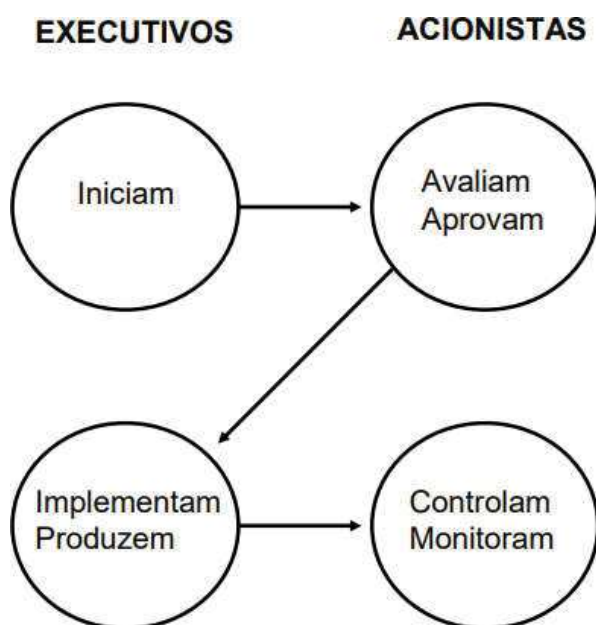 EXECUTIVOS
ACIONISTAS
Iniciam
Avaliam
Aprovam
Implementam
Produzem
Controlam
Monitoram